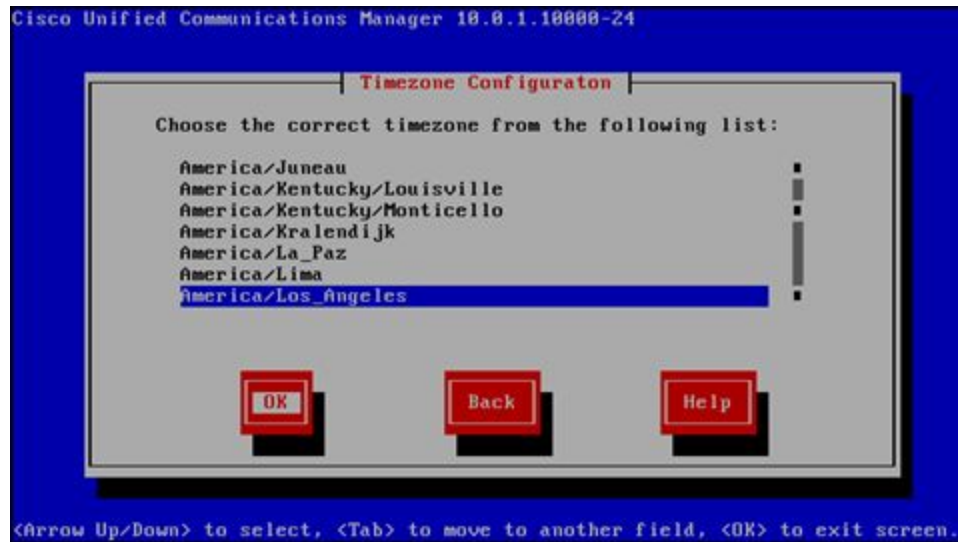 Cisco Unified Communications Manager 10.0.1.10000-24
Timezone Configuraton
Choose the correct timezone from the following list:
America/Juneau
America/Kentucky/Louisville
America/Kentucky/Monticello
America/Kralendijk
America/La_Paz
America/Lima
America/Los_Angeles
OK Back Help
<Arrow Up/Down> to select, <Tab> to move to another field, <OK> to exit screen.